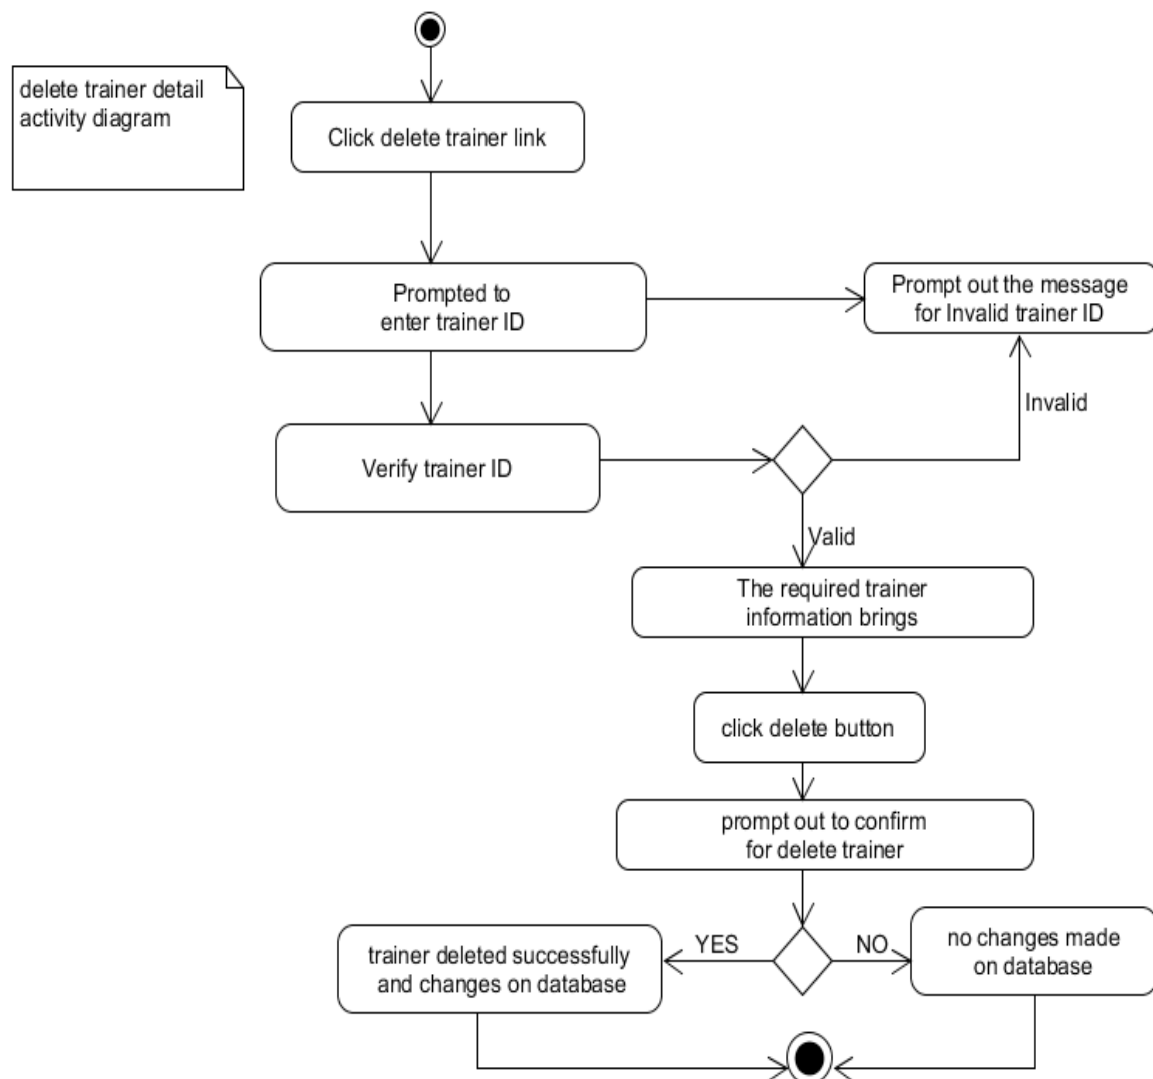 delete trainer detail
activity diagram
Click delete trainer link
Prompted to
enter trainer ID
Prompt out the message
for Invalid trainer ID
Invalid
Verify trainer ID
Valid
The required trainer
information brings
click delete button
prompt out to confirm
for delete trainer
YES
NO
trainer deleted successfully
and changes on database
no changes made
on database